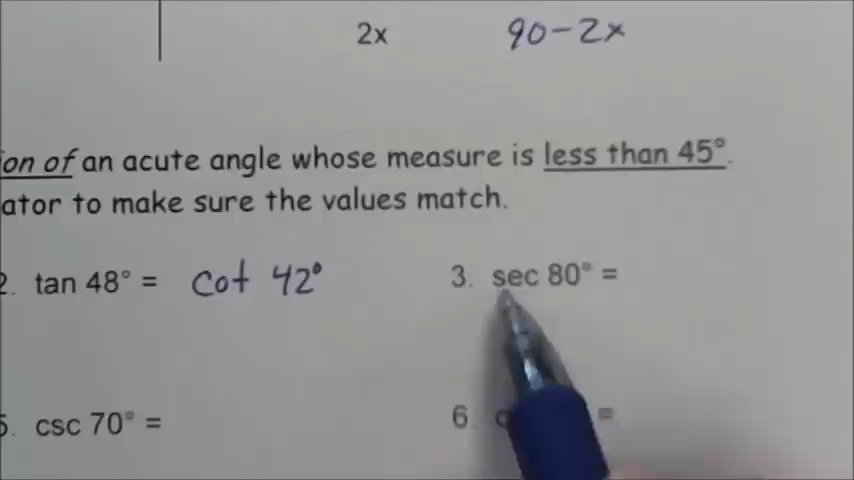 2x 90-2x
on of an acute angle whose measure is less than 45°.
ator to make sure the values match.
2. tan 48° = cot 42° 3. sec 80° =
5. csc 70° = 6. =